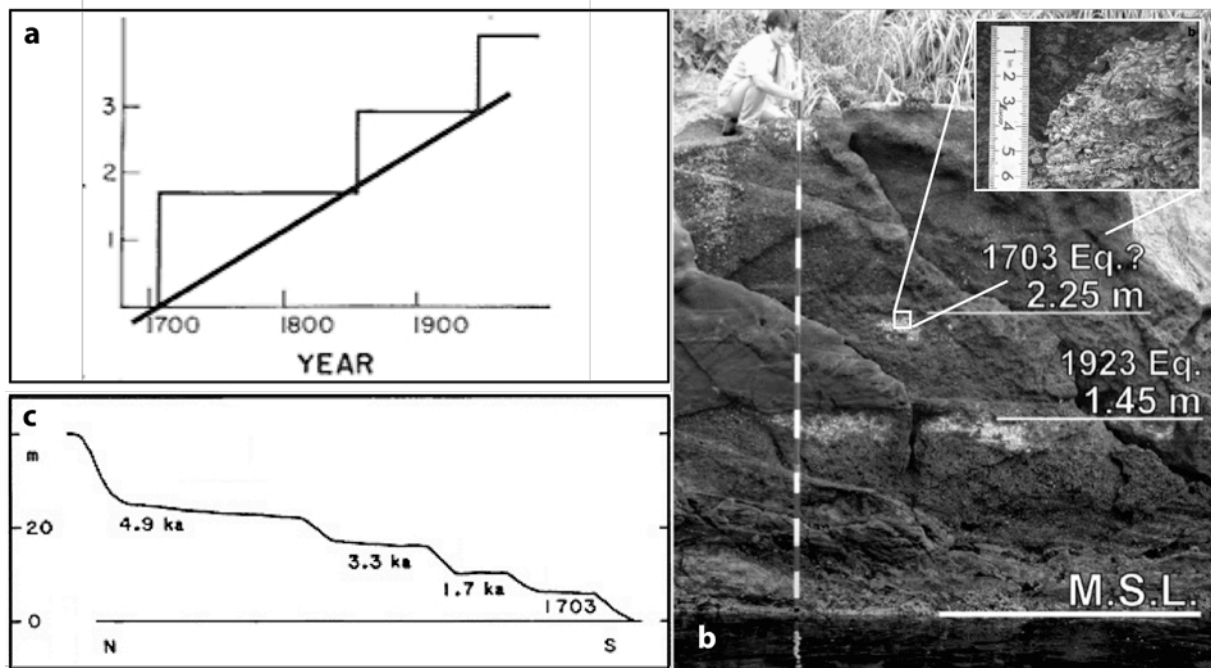 a
3
2
1
1700 1800 1900
YEAR
b
1
2
3
4
5
6
1703 Eq.?
2.25 m
1923 Eq.
1.45 m
M.S.L.
b
c
m
20
0
4.9 ka
3.3 ka
1.7 ka
1703
N S